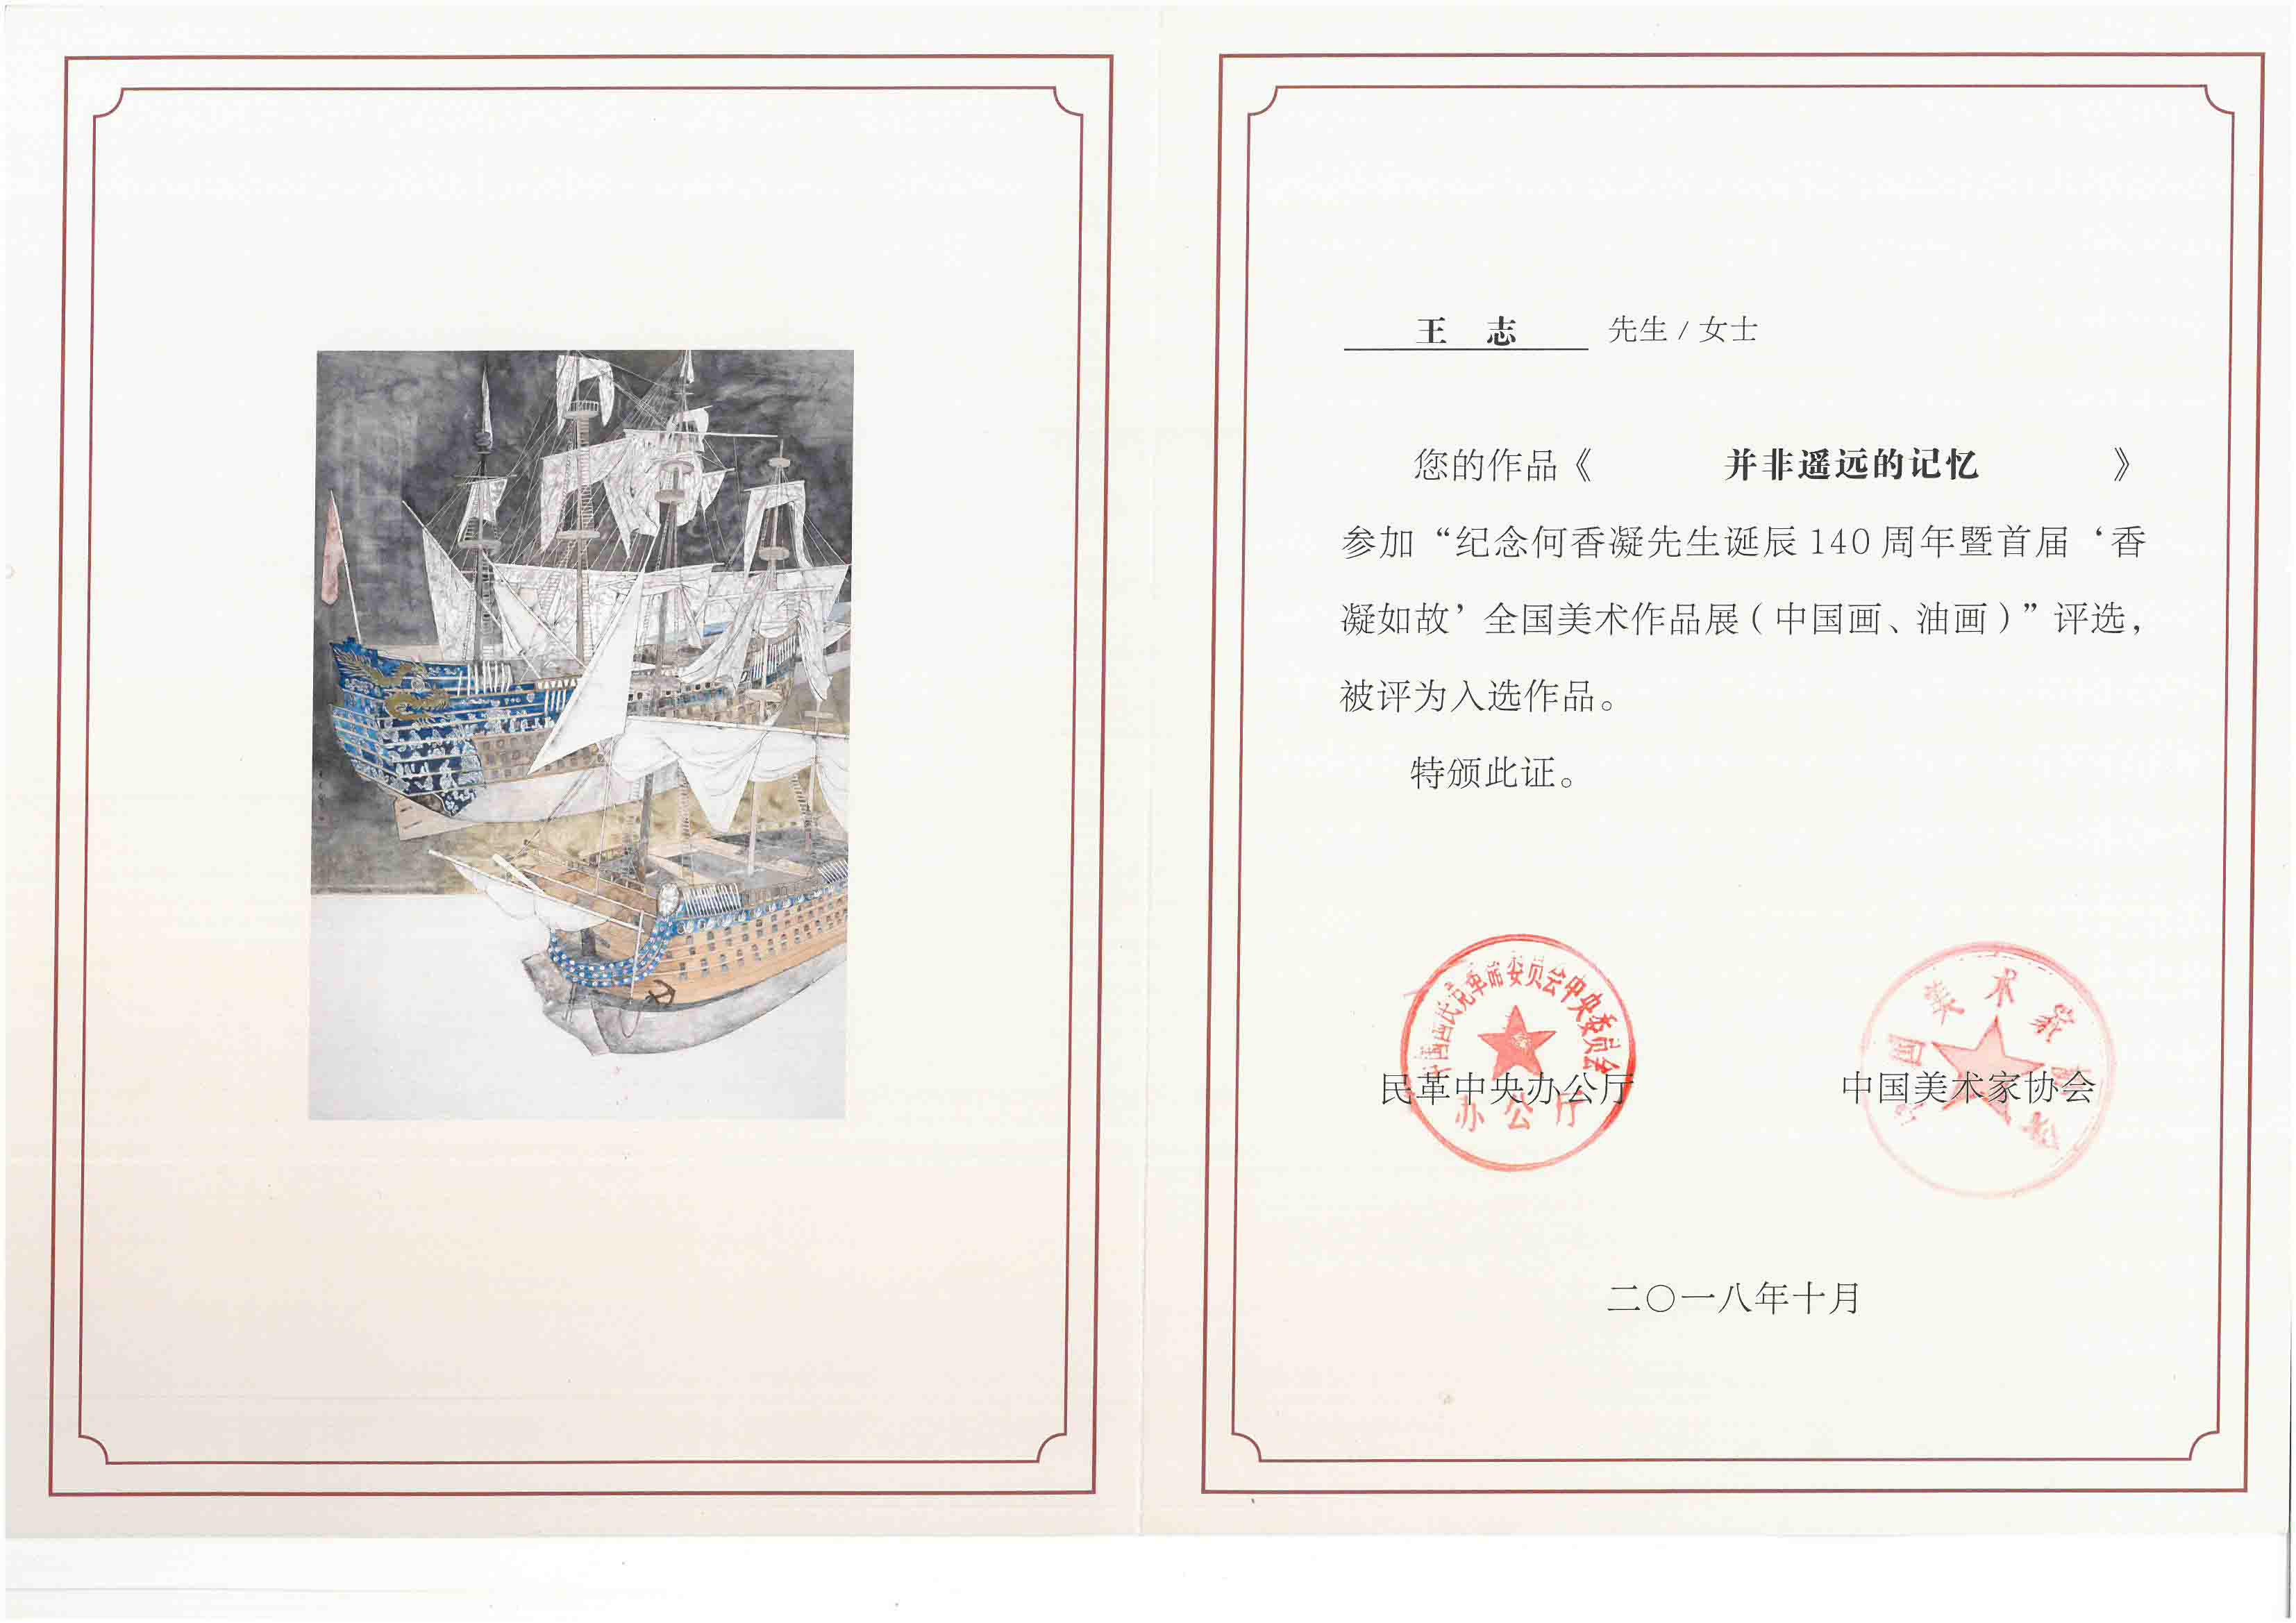 王 志 先生 / 女士
您的作品《 并非遥远的记忆 》
参加“纪念何香凝先生诞辰 140 周年暨首届‘香
凝如故’全国美术作品展（中国画、油画）”评选，
被评为入选作品。
特颁此证。
中国国民党革命委员会中央委员会
办公厅
民革中央办公厅
中国美术家协会
中国美术家协会
二〇一八年十月